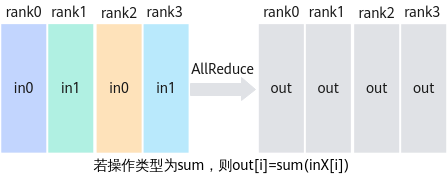 rank0 rank1 rank2 rank3 rank0 rank1 rank2 rank3
AllReduce
in0 in1 in0 in1 out out out out
若操作类型为sum，则out[i]=sum(inX[i])